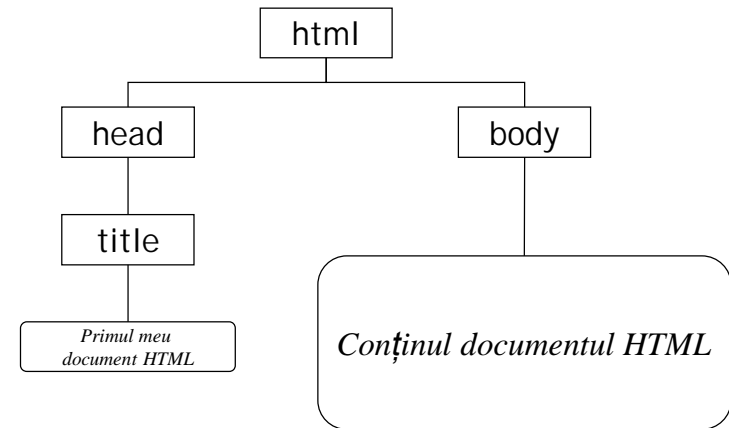 html
head
body
title
Primul meu
document HTML
Conținul documentul HTML